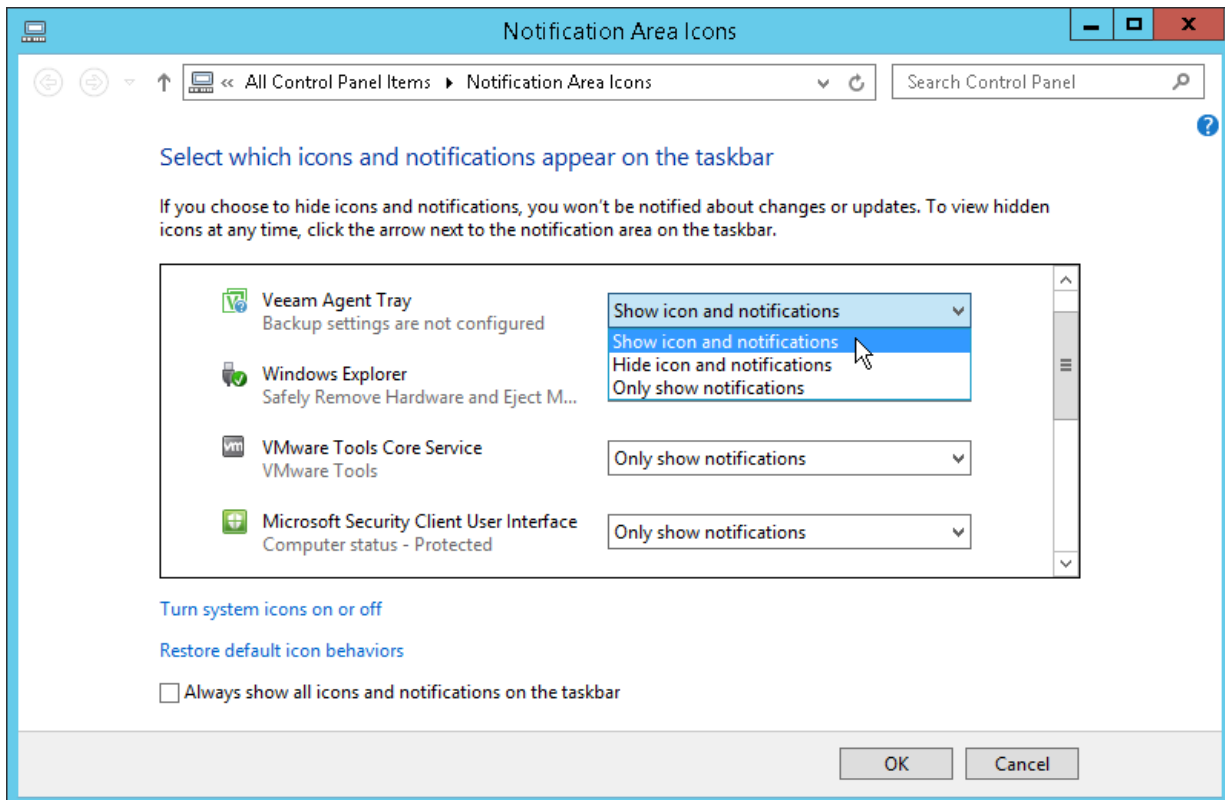 Notification Area Icons
« All Control Panel Items ▸ Notification Area Icons
Search Control Panel
Select which icons and notifications appear on the taskbar
If you choose to hide icons and notifications, you won't be notified about changes or updates. To view hidden
icons at any time, click the arrow next to the notification area on the taskbar.
Veeam Agent Tray
Backup settings are not configured
Show icon and notifications
Show icon and notifications
Hide icon and notifications
Only show notifications
Windows Explorer
Safely Remove Hardware and Eject M...
VMware Tools Core Service
VMware Tools
Only show notifications
Microsoft Security Client User Interface
Computer status - Protected
Only show notifications
Turn system icons on or off
Restore default icon behaviors
Always show all icons and notifications on the taskbar
OK
Cancel